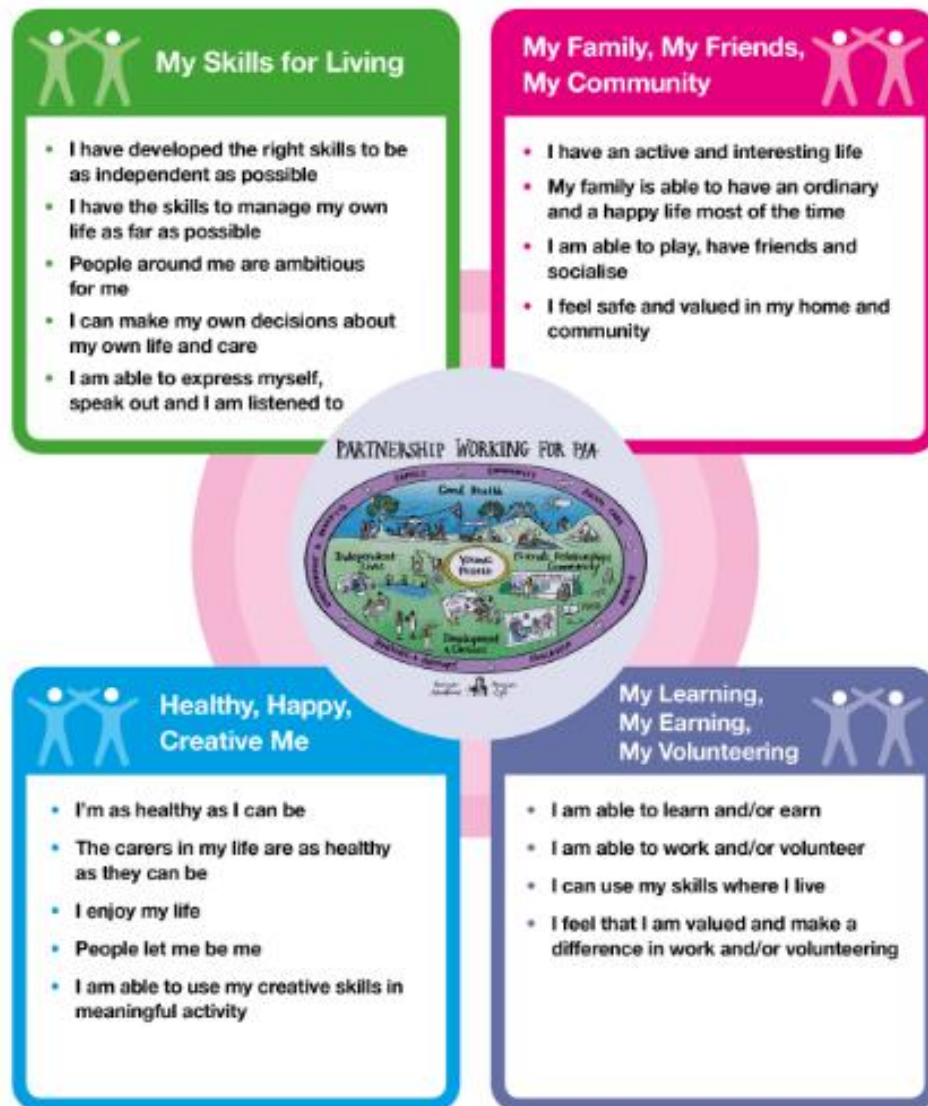 My Skills for Living
• I have developed the right skills to be
as independent as possible
• I have the skills to manage my own
life as far as possible
• People around me are ambitious
for me
• I can make my own decisions about
my own life and care
• I am able to express myself,
speak out and I am listened to
My Family, My Friends,
My Community
• I have an active and interesting life
• My family is able to have an ordinary
and a happy life most of the time
• I am able to play, have friends and
socialise
• I feel safe and valued in my home and
community
PARTNERSHIP WORKING FOR PfA
COMMUNITY
Good Health
Independent
Lives
YOUNG
PEOPLE
Friends, Relationships
Community
Development
EDUCATION
Healthy, Happy,
Creative Me
• I'm as healthy as I can be
• The carers in my life are as healthy
as they can be
• I enjoy my life
• People let me be me
• I am able to use my creative skills in
meaningful activity
My Learning,
My Earning,
My Volunteering
• I am able to learn and/or earn
• I am able to work and/or volunteer
• I can use my skills where I live
• I feel that I am valued and make a
difference in work and/or volunteering